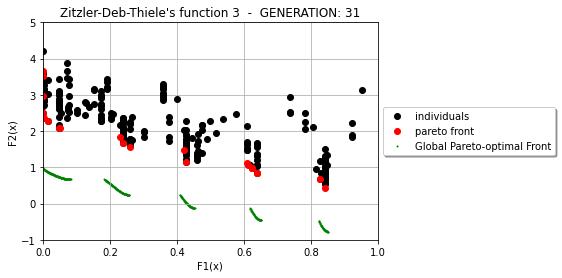 Zitzler-Deb-Thiele's function 3 - GENERATION: 31
5
4
3
2
1
0
−1
F2(x)
0.0 0.2 0.4 0.6 0.8 1.0
F1(x)
individuals
pareto front
Global Pareto-optimal Front